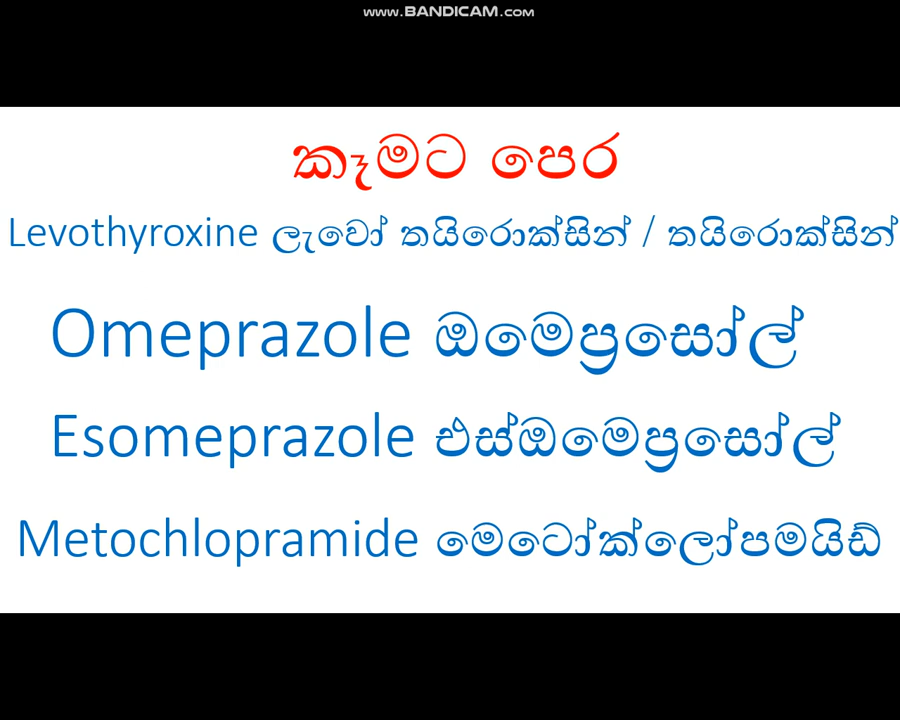 www.BANDICAM.com
කෑමට පෙර
Levothyroxine ලැවෝ තයිරොක්සින් / තයිරොක්සින්
Omeprazole ඔමෙප්‍රසෝල්
Esomeprazole එස්ඔමෙප්‍රසෝල්
Metochlopramide මෙටෝක්ලෝපමයිඩ්